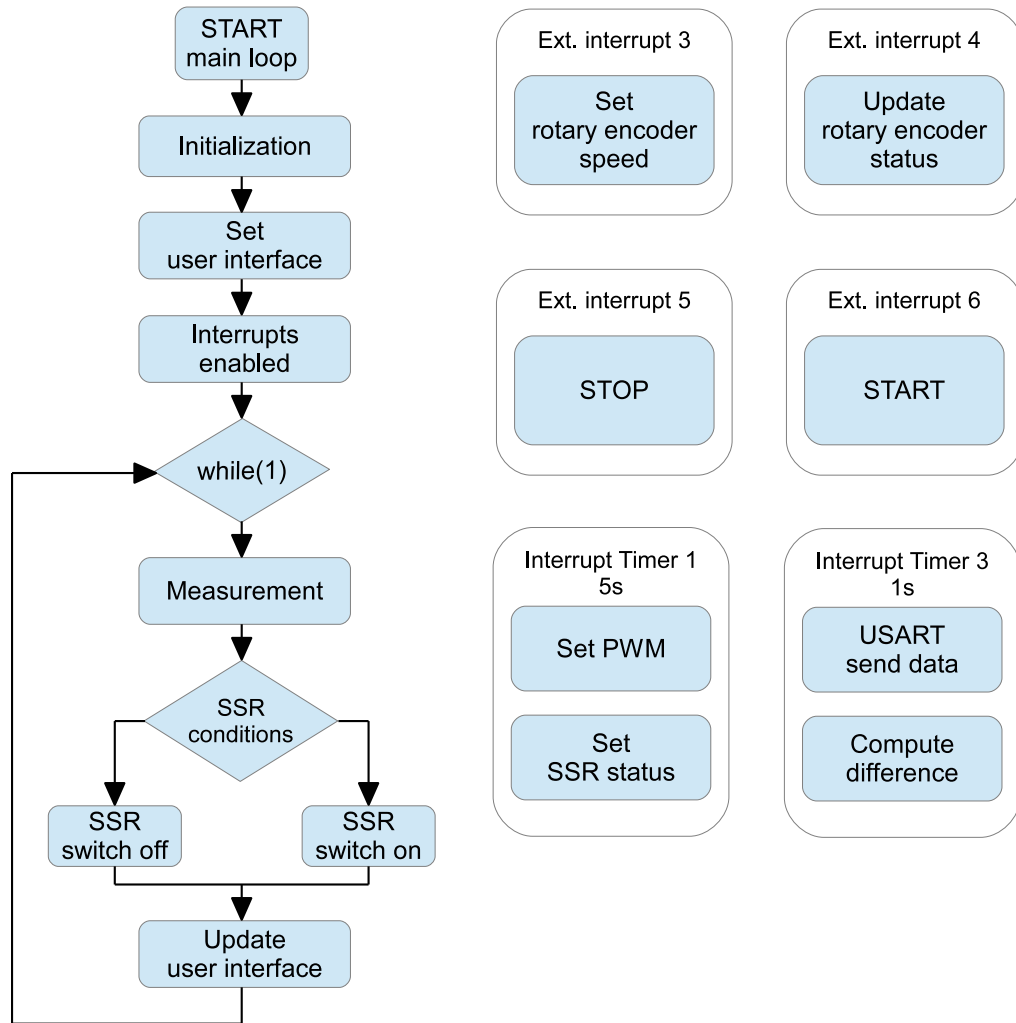 START
main loop
Initialization
Set
user interface
Interrupts
enabled
while(1)
Measurement
SSR
conditions
SSR
switch off
SSR
switch on
Update
user interface
Ext. interrupt 3
Set
rotary encoder
speed
Ext. interrupt 4
Update
rotary encoder
status
Ext. interrupt 5
STOP
Ext. interrupt 6
START
Interrupt Timer 1
5s
Set PWM
Set
SSR status
Interrupt Timer 3
1s
USART
send data
Compute
difference